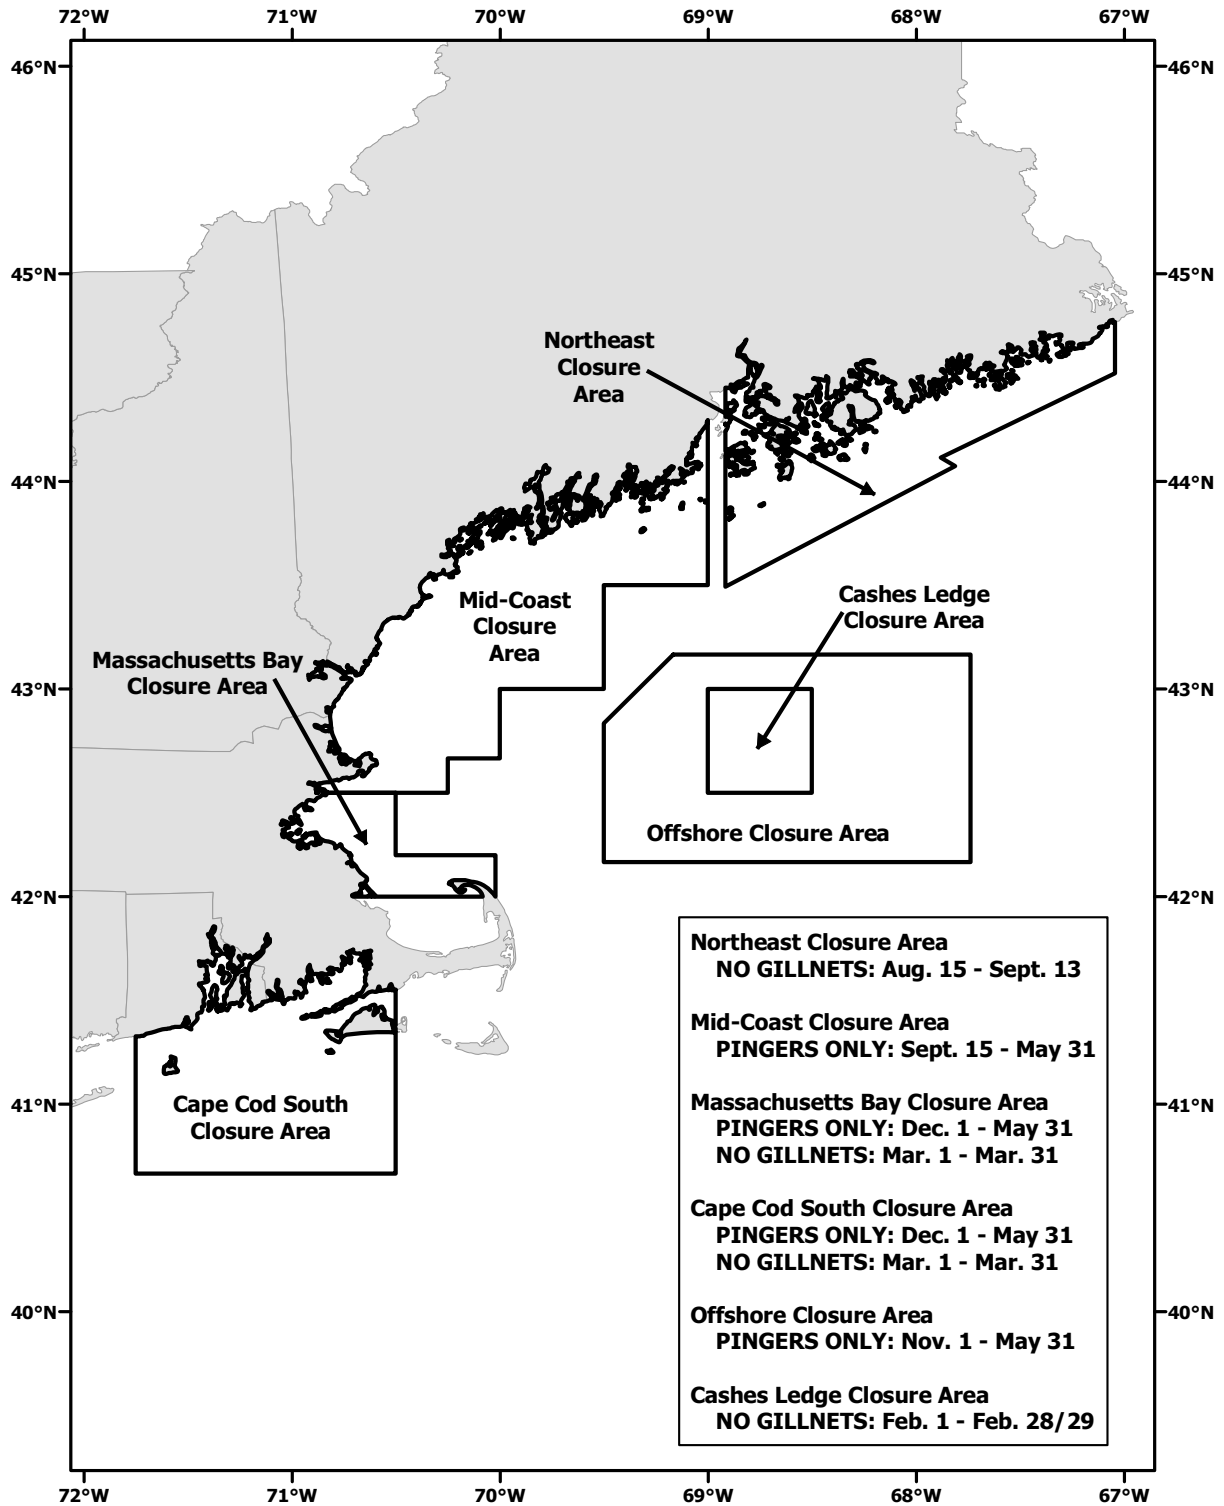 72°W 71°W 70°W 69°W 68°W 67°W
46°N 46°N
45°N 45°N
Northeast
Closure
Area
44°N 44°N
Cashes Ledge
Closure Area
Mid-Coast
Closure
Area
Massachusetts Bay
Closure Area
43°N 43°N
Offshore Closure Area
42°N 42°N
Northeast Closure Area
NO GILLNETS: Aug. 15 - Sept. 13
Mid-Coast Closure Area
PINGERS ONLY: Sept. 15 - May 31
Massachusetts Bay Closure Area
PINGERS ONLY: Dec. 1 - May 31
NO GILLNETS: Mar. 1 - Mar. 31
Cape Cod South Closure Area
PINGERS ONLY: Dec. 1 - May 31
NO GILLNETS: Mar. 1 - Mar. 31
Offshore Closure Area
PINGERS ONLY: Nov. 1 - May 31
Cashes Ledge Closure Area
NO GILLNETS: Feb. 1 - Feb. 28/29
41°N 41°N
Cape Cod South
Closure Area
40°N 40°N
72°W 71°W 70°W 69°W 68°W 67°W